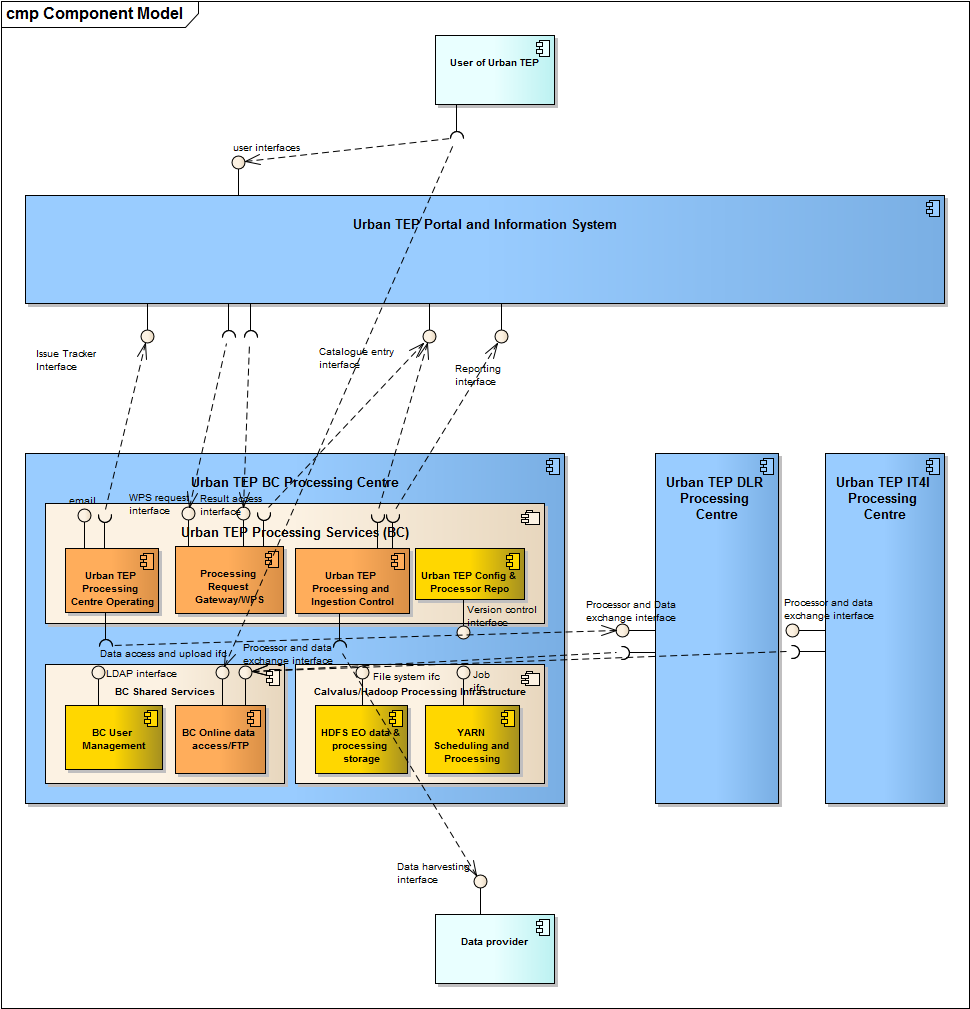 cmp Component Model
User of Urban TEP
user interfaces
Urban TEP Portal and Information System
Issue Tracker
Interface
Catalogue entry
interface
Reporting
interface
Urban TEP BC Processing Centre
email
WPS request
interface
Result access
interface
Urban TEP Processing Services (BC)
Urban TEP
Processing
Centre Operating
Processing
Request
Gateway/WPS
Urban TEP
Processing and
Ingestion Control
Urban TEP Config &
Processor Repo
Version control
interface
Urban TEP DLR
Processing
Centre
Urban TEP IT4I
Processing
Centre
Processor and Data
exchange interface
Processor and data
exchange interface
Data access and upload ifc
Processor and data
exchange interface
LDAP interface
BC Shared Services
BC User
Management
BC Online data
access/FTP
File system ifc
Job
ifc
Calvalus/Hadoop Processing Infrastructure
HDFS EO data &
processing
storage
YARN
Scheduling and
Processing
Data harvesting
interface
Data provider